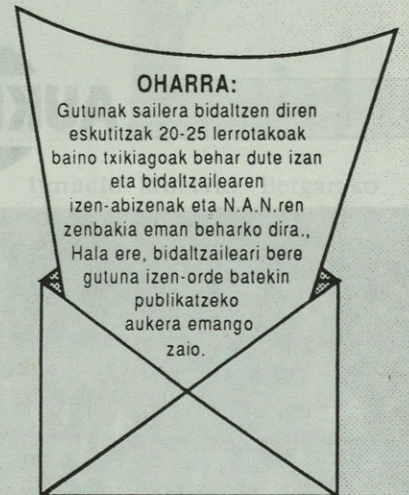 OHARRA:
Gutunak sailera bidaltzen diren
eskutitzak 20-25 lerrotakoak
baino txikiagoak behar dute izan
eta bidaltzailearen
izen-abizenak eta N.A.N.ren
zenbakia eman beharko dira.,
Hala ere, bidaltzaileari bere
gutuna izen-orde batekin
publikatzeko
aukera emango
zaio.